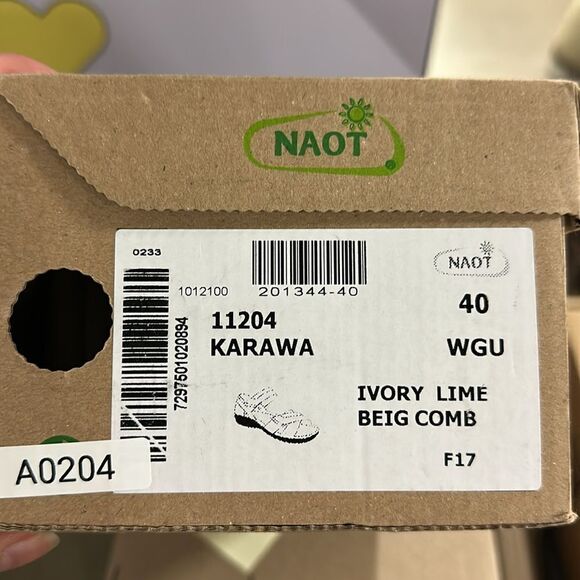 NAOT
0233
NAOT
1012100
201344-40
7297501020894
11204
40
KARAWA
WGU
IVORY LIME
BEIG COMB
F17
A0204